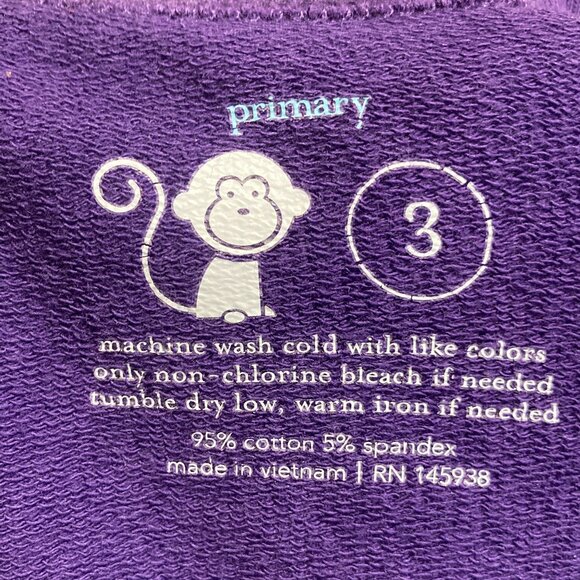 primary
3
machine wash cold with like colors
only non-chlorine bleach if needed
tumble dry low, warm iron if needed
95% cotton 5% spandex
made in vietnam | RN 145938